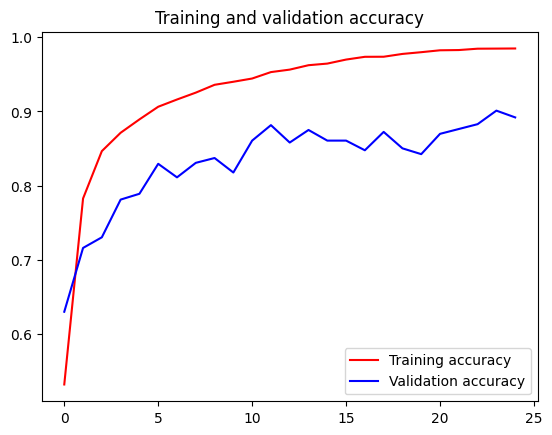 Training and validation accuracy
1.0
0.9
0.8
0.7
0.6
Training accuracy
Validation accuracy
0 5 10 15 20 25